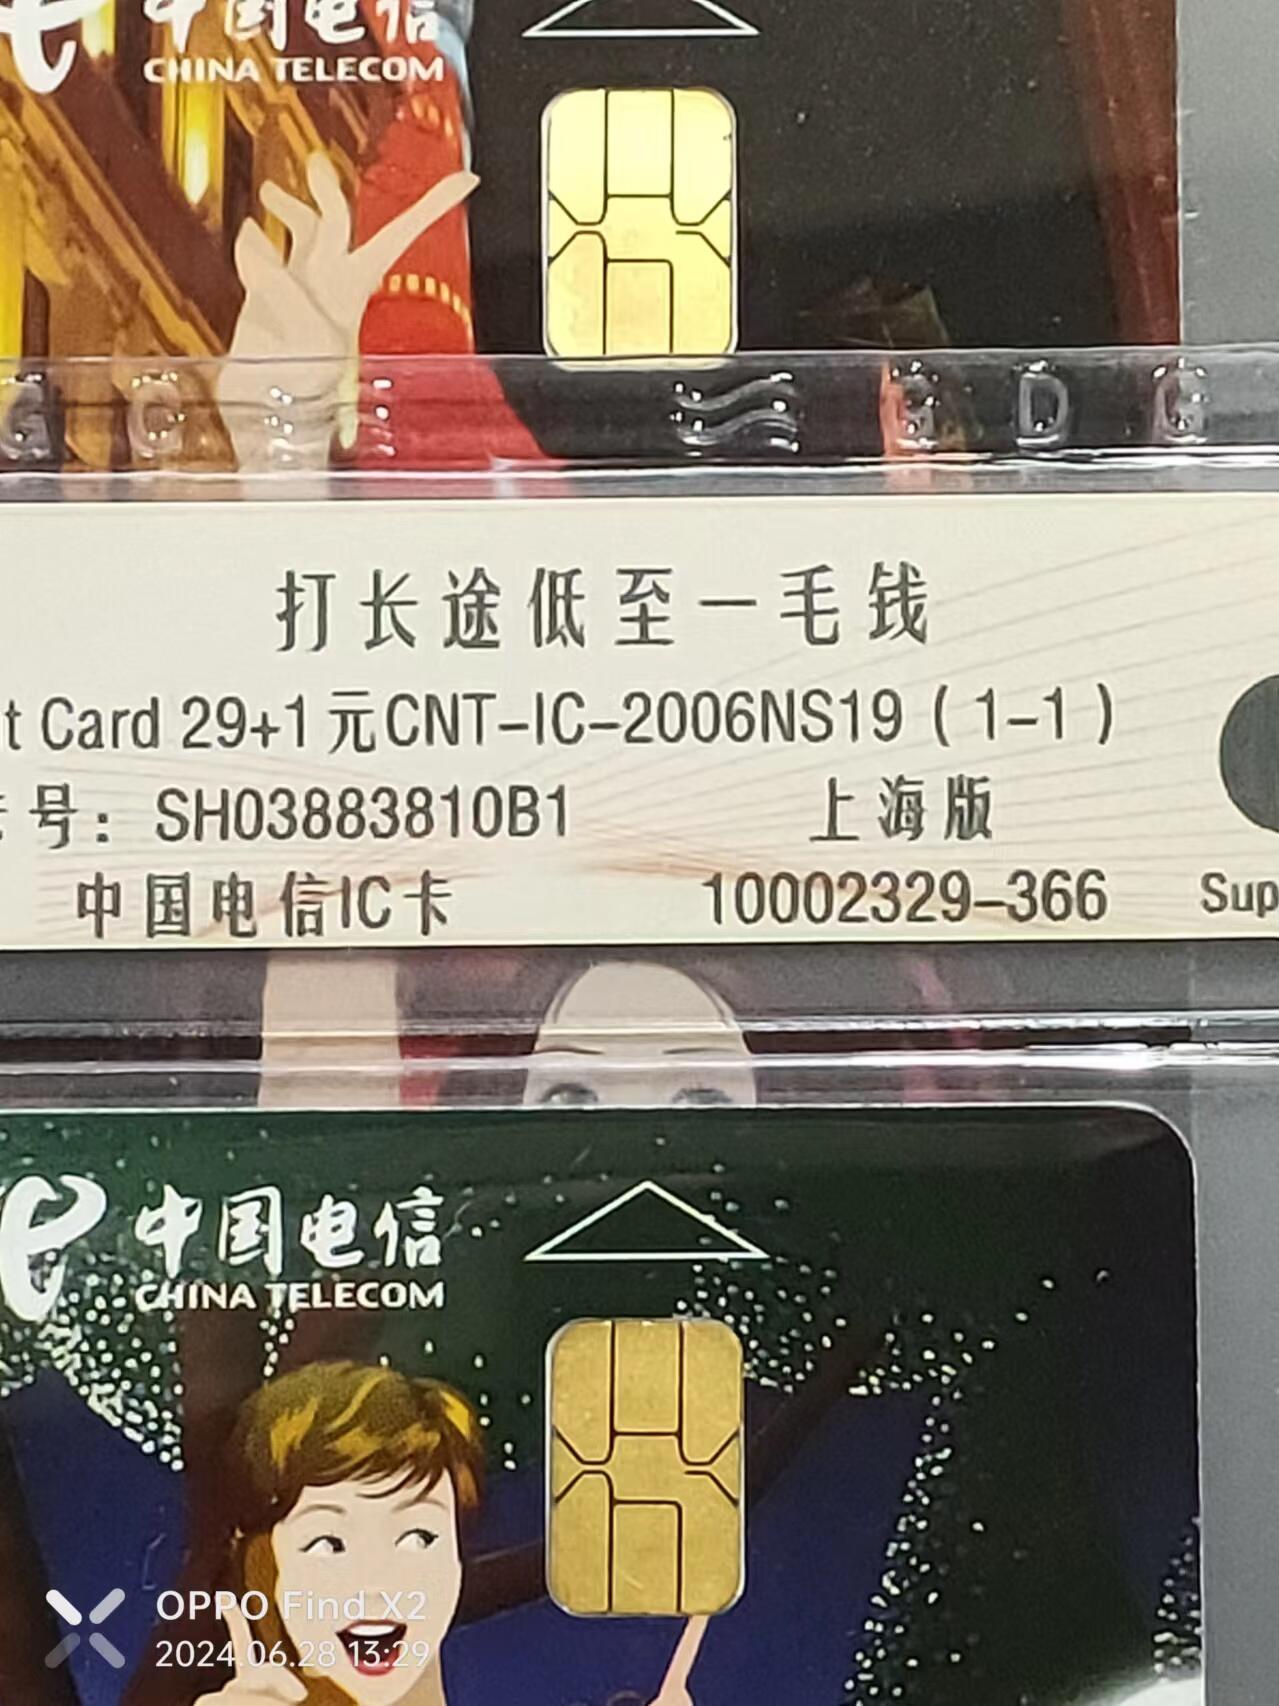 中国电信
CHINA TELECOM
打长途低至一毛钱
t Card 29+1元CNT-IC-2006NS19（1-1）
号：SH03883810B1 上海版
中国电信IC卡 10002329-366 Sup
中国电信
CHINA TELECOM
OPPO Find X2
2024.06.28 13:29